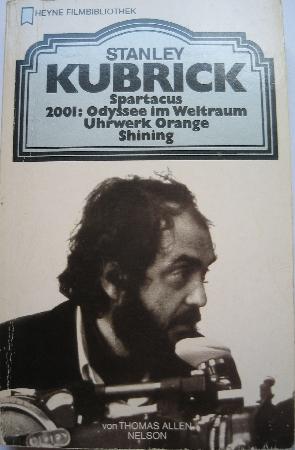 HEYNE FILMBIBLIOTHEK
STANLEY
KUBRICK
Spartacus
2001: Odyssee im Weltraum
Uhrwerk Orange
Shining
von THOMAS ALLEN
NELSON